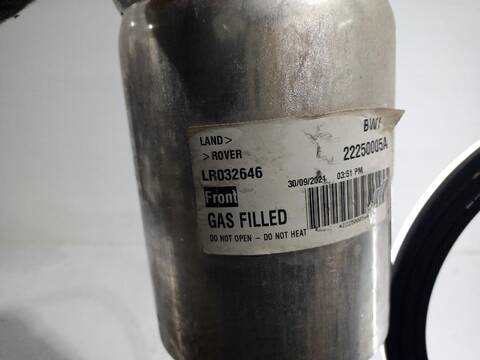 LAND>
BWI
>ROVER
22250005A
LR032646
30/09/2021 03:51 PM
Front
GAS FILLED
DO NOT OPEN - DO NOT HEAT